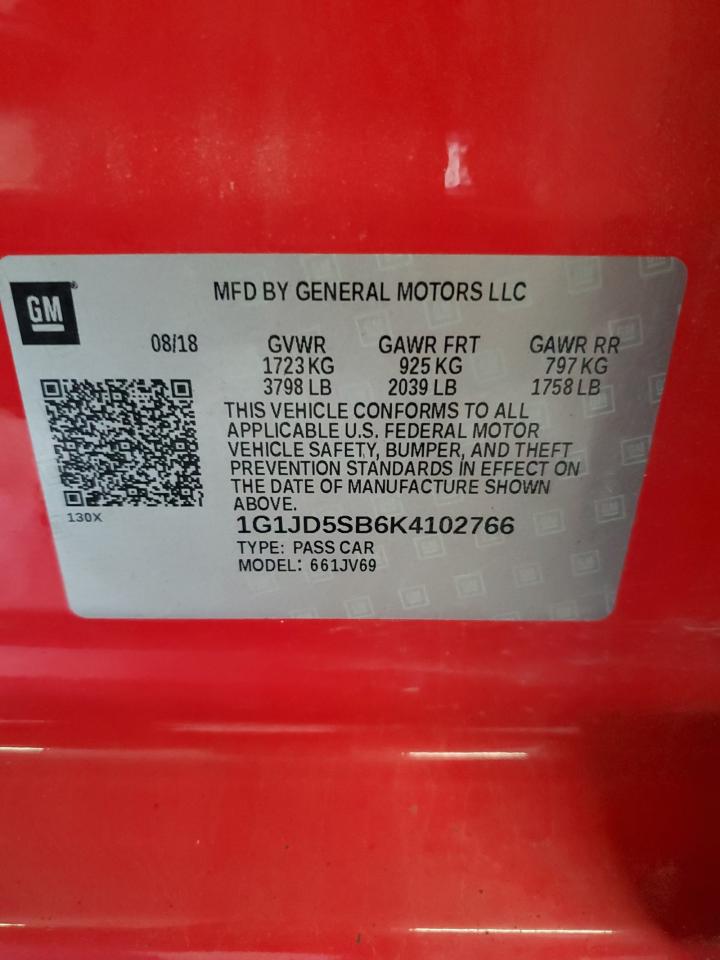 GM
MFD BY GENERAL MOTORS LLC
08/18 GVWR GAWR FRT GAWR RR
1723 KG 925 KG 797 KG
3798 LB 2039 LB 1758 LB
THIS VEHICLE CONFORMS TO ALL
APPLICABLE U.S. FEDERAL MOTOR
VEHICLE SAFETY, BUMPER, AND THEFT
PREVENTION STANDARDS IN EFFECT ON
THE DATE OF MANUFACTURE SHOWN
ABOVE.
130X
1G1JD5SB6K4102766
TYPE: PASS CAR
MODEL: 661JV69